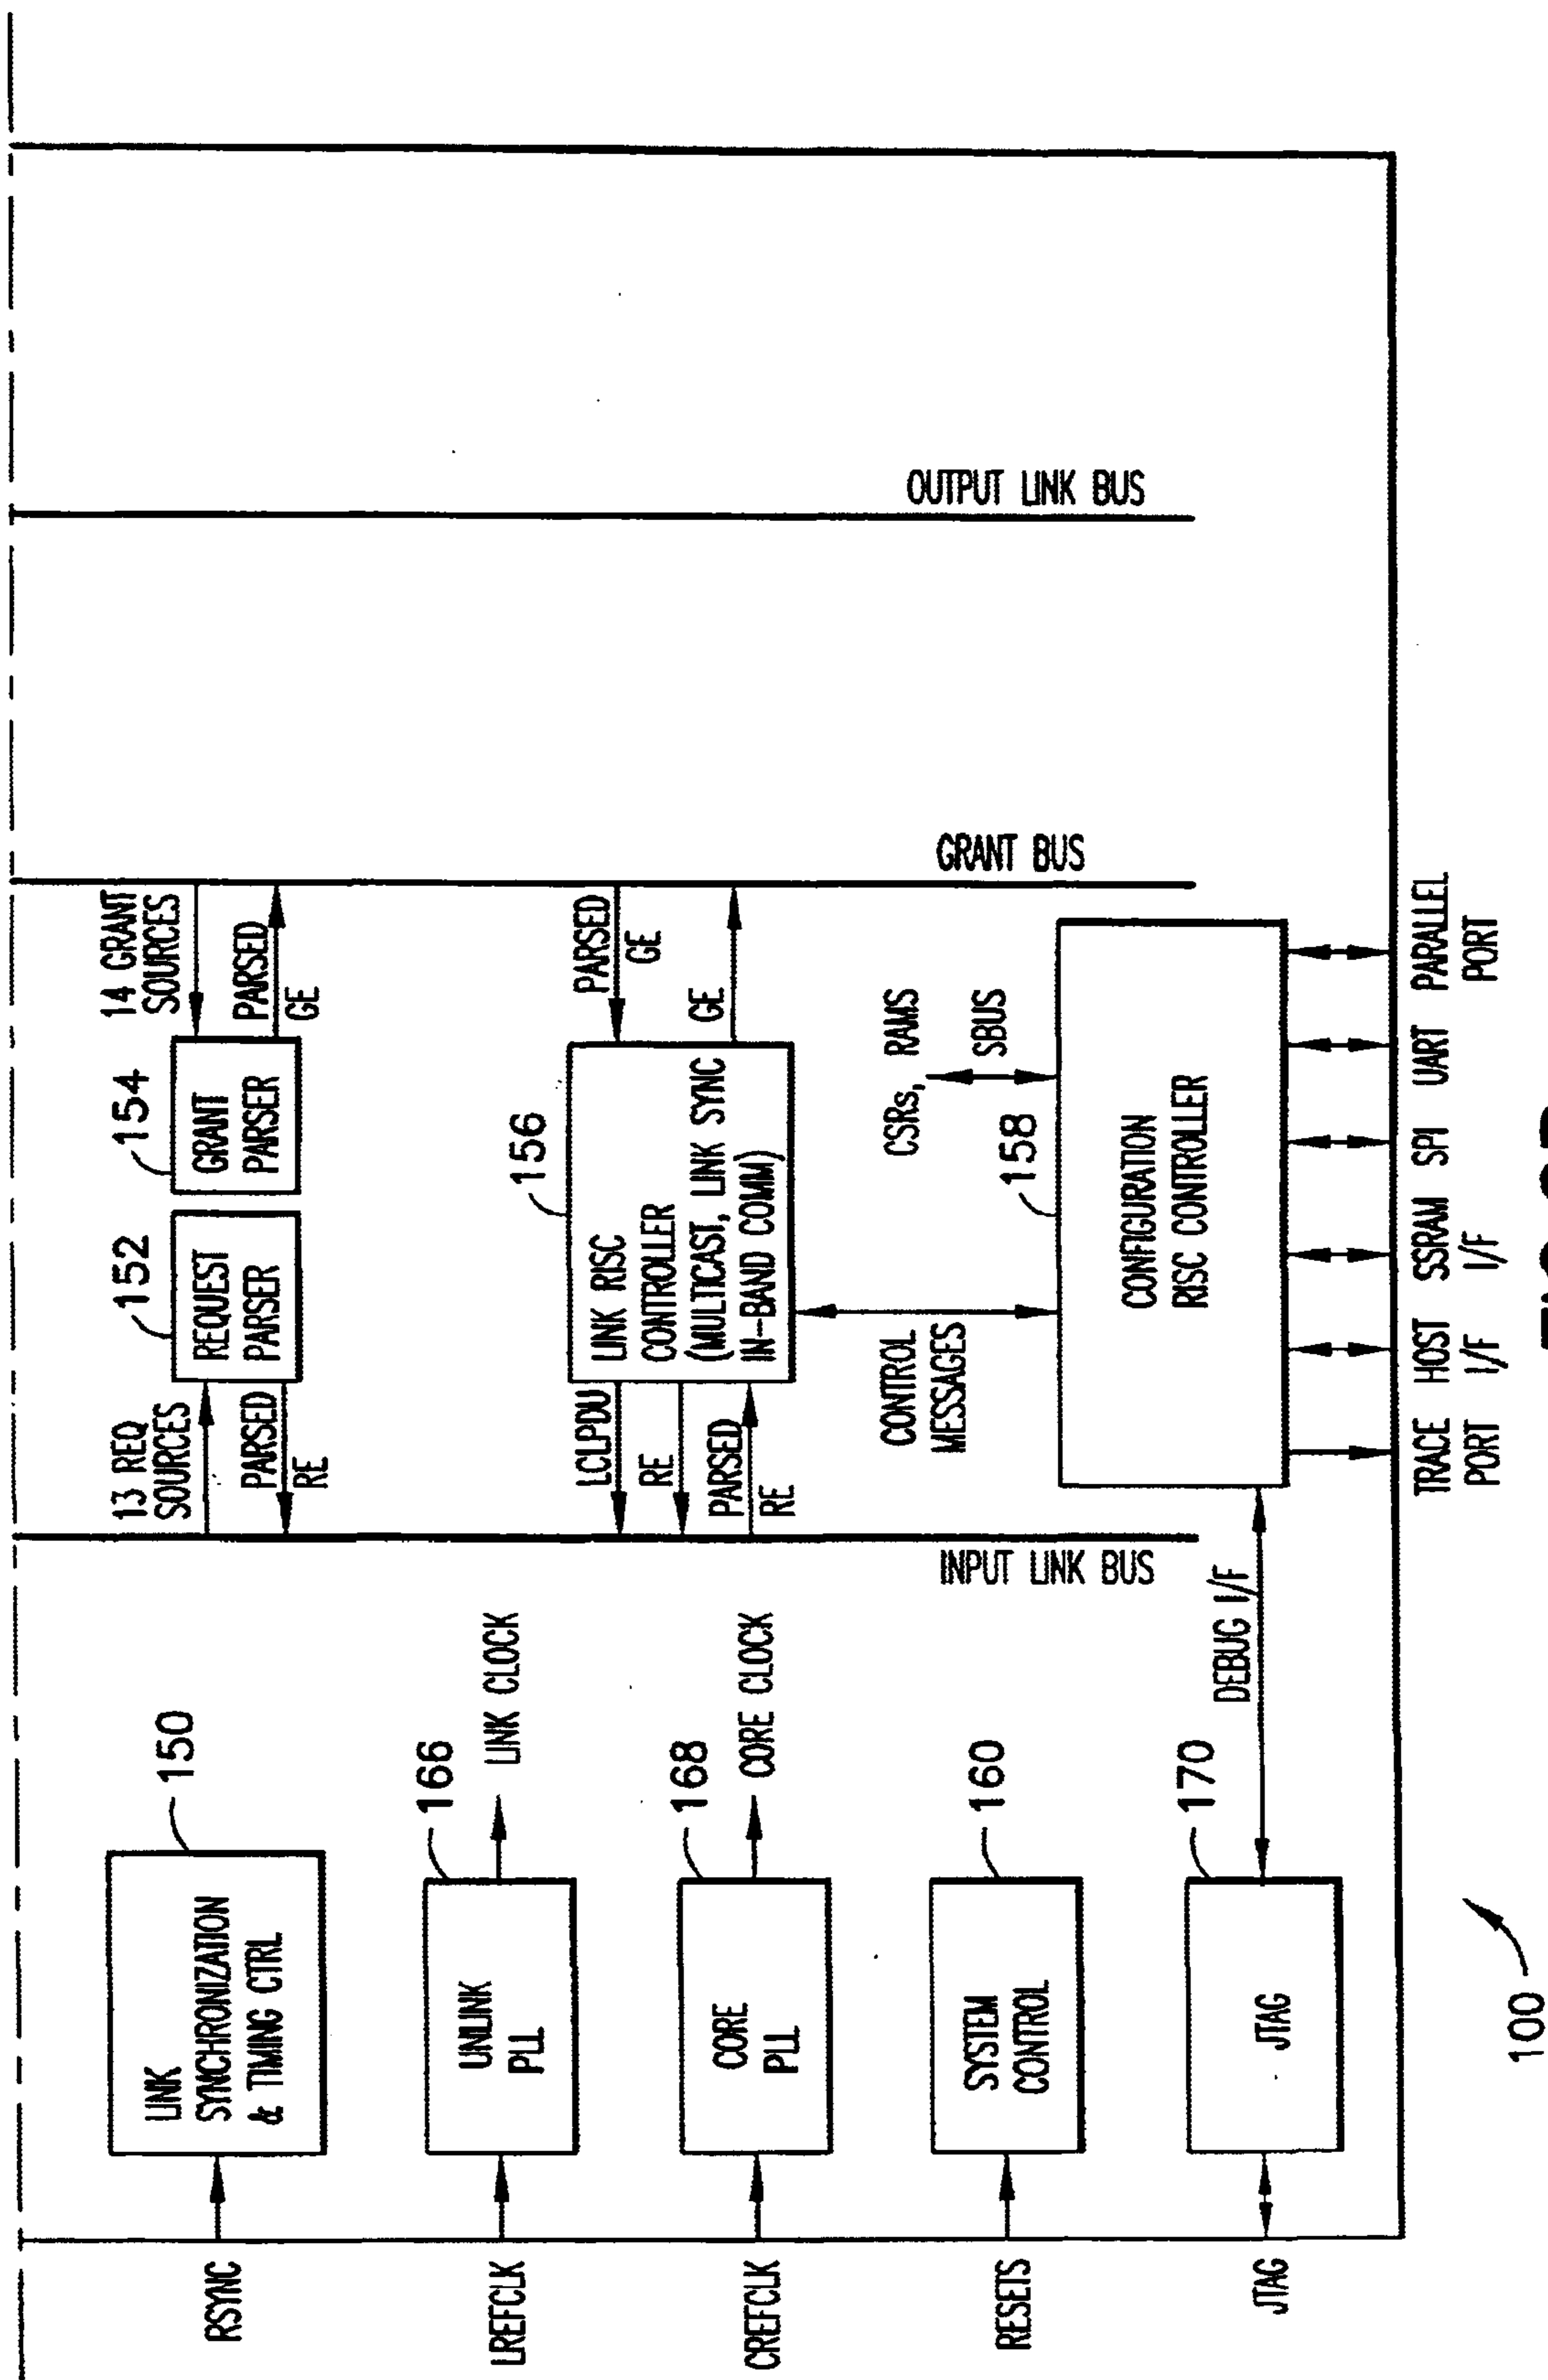 RSYNC
LINK
SYNCHRONIZATION
& TIMING CTRL
150
13 REQ
SOURCES
PARSED
RE
152
REQUEST
PARSER
154
GRANT
PARSER
14 GRANT
SOURCES
PARSED
GE
LREFCLK
UNLINK
PLL
166
LINK CLOCK
LCLPDU
RE
PARSED
RE
156
LINK RISC
CONTROLLER
(MULTICAST, LINK SYNC
IN-BAND COMM)
PARSED
GE
GE
CREFCLK
CORE
PLL
168
CORE CLOCK
CONTROL
MESSAGES
CSRs, RAMS
SBUS
INPUT LINK BUS
GRANT BUS
OUTPUT LINK BUS
RESETS
SYSTEM
CONTROL
160
158
CONFIGURATION
RISC CONTROLLER
JTAG
JTAG
170
DEBUG I/F
TRACE
PORT
HOST
I/F
SSRAM
I/F
SPI
UART
PARALLEL
PORT
100